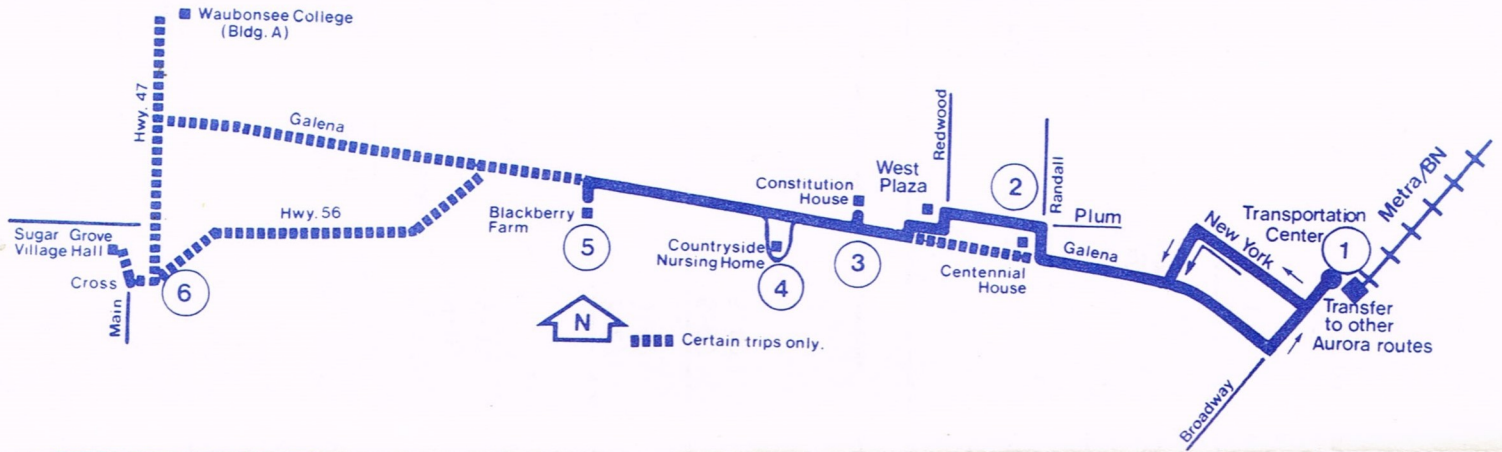 Waubonsee College
(Bldg. A)
Hwy. 47
Galena
Hwy. 56
Sugar Grove
Village Hall
Cross
Main
6
Blackberry
Farm
5
N
Certain trips only.
Countryside
Nursing Home
4
Constitution
House
3
West
Plaza
Redwood
2
Randall
Plum
Centennial
House
Galena
New York
Transportation
Center
1
Metra/BN
Transfer
to other
Aurora routes
Broadway